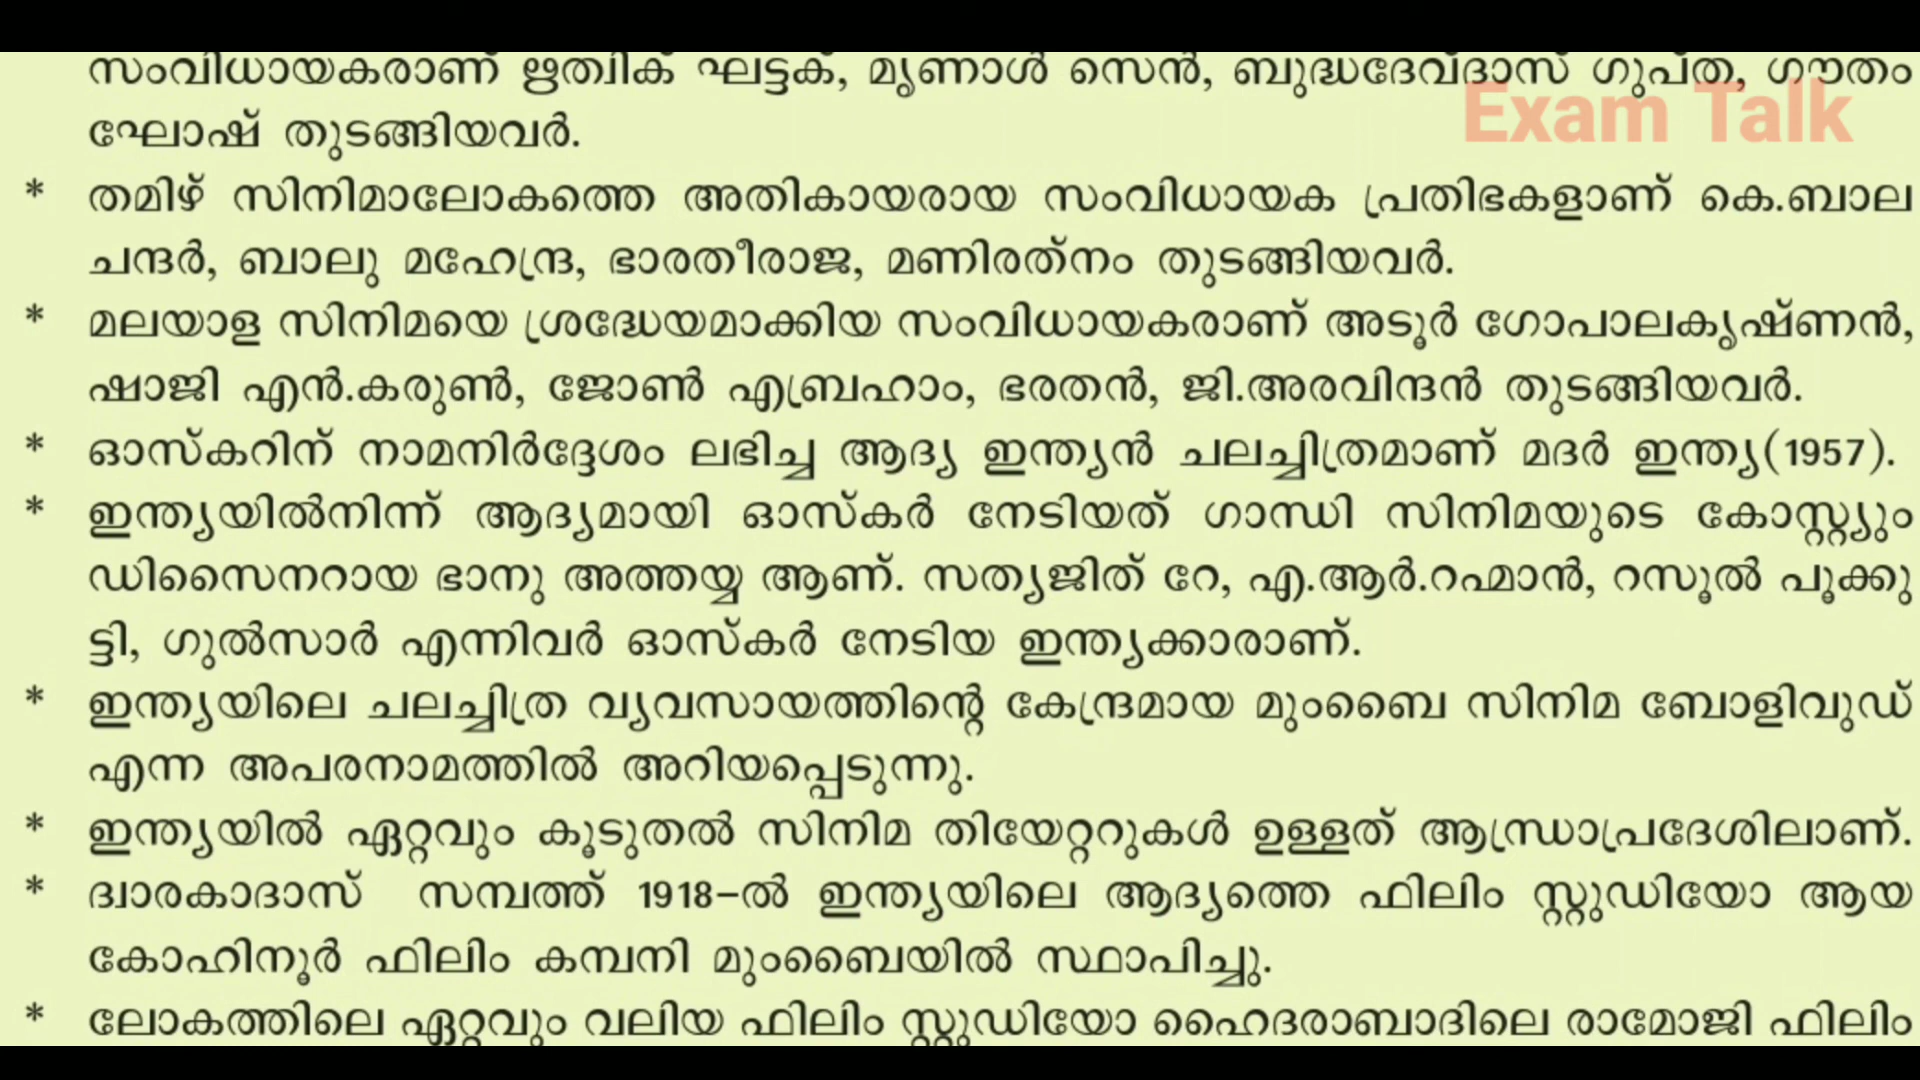 സംവിധായകരാണ് ഋത്വിക് ഘട്ടക്, മൃണാൾ സെൻ, ബുദ്ധദേവ്ദാസ് ഗുപ്ത, ഗൗതം
ഘോഷ് തുടങ്ങിയവർ.
Exam Talk
* തമിഴ് സിനിമാലോകത്തെ അതികായരായ സംവിധായക പ്രതിഭകളാണ് കെ.ബാല
ചന്ദർ, ബാലു മഹേന്ദ്ര, ഭാരതീരാജ, മണിരത്നം തുടങ്ങിയവർ.
* മലയാള സിനിമയെ ശ്രദ്ധേയമാക്കിയ സംവിധായകരാണ് അടൂർ ഗോപാലകൃഷ്ണൻ,
ഷാജി എൻ.കരുൺ, ജോൺ എബ്രഹാം, ഭരതൻ, ജി.അരവിന്ദൻ തുടങ്ങിയവർ.
* ഓസ്കറിന് നാമനിർദ്ദേശം ലഭിച്ച ആദ്യ ഇന്ത്യൻ ചലച്ചിത്രമാണ് മദർ ഇന്ത്യ(1957).
* ഇന്ത്യയിൽനിന്ന് ആദ്യമായി ഓസ്കർ നേടിയത് ഗാന്ധി സിനിമയുടെ കോസ്റ്റ്യും
ഡിസൈനറായ ഭാനു അത്തയ്യ ആണ്. സത്യജിത് റേ, എ.ആർ.റഹ്മാൻ, റസൂൽ പൂക്കു
ട്ടി, ഗുൽസാർ എന്നിവർ ഓസ്കർ നേടിയ ഇന്ത്യക്കാരാണ്.
* ഇന്ത്യയിലെ ചലച്ചിത്ര വ്യവസായത്തിന്റെ കേന്ദ്രമായ മുംബൈ സിനിമ ബോളിവുഡ്
എന്ന അപരനാമത്തിൽ അറിയപ്പെടുന്നു.
* ഇന്ത്യയിൽ ഏറ്റവും കൂടുതൽ സിനിമ തിയേറ്ററുകൾ ഉള്ളത് ആന്ധ്രാപ്രദേശിലാണ്.
* ദ്വാരകാദാസ് സമ്പത്ത് 1918-ൽ ഇന്ത്യയിലെ ആദ്യത്തെ ഫിലിം സ്റ്റുഡിയോ ആയ
കോഹിനൂർ ഫിലിം കമ്പനി മുംബൈയിൽ സ്ഥാപിച്ചു.
* ലോകത്തിലെ ഏറ്റവും വലിയ ഫിലിം സ്റ്റുഡിയോ ഹൈദരാബാദിലെ രാമോജി ഫിലിം